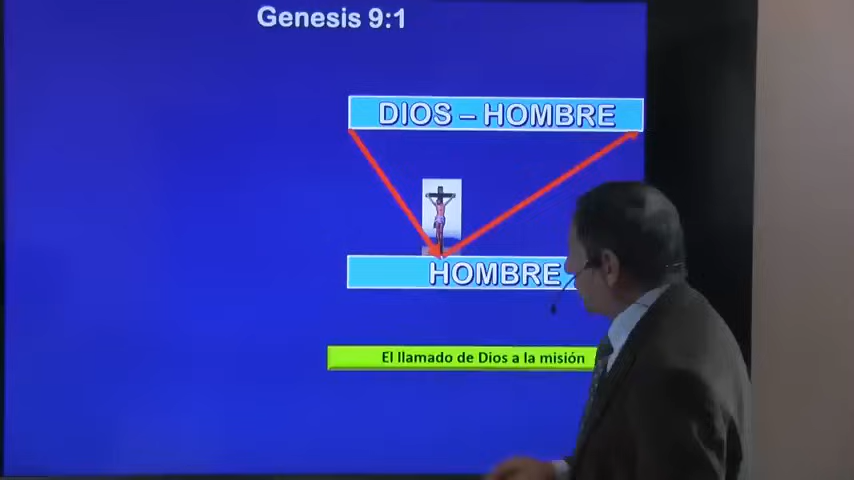 Genesis 9:1
DIOS – HOMBRE
HOMBRE
El llamado de Dios a la misión